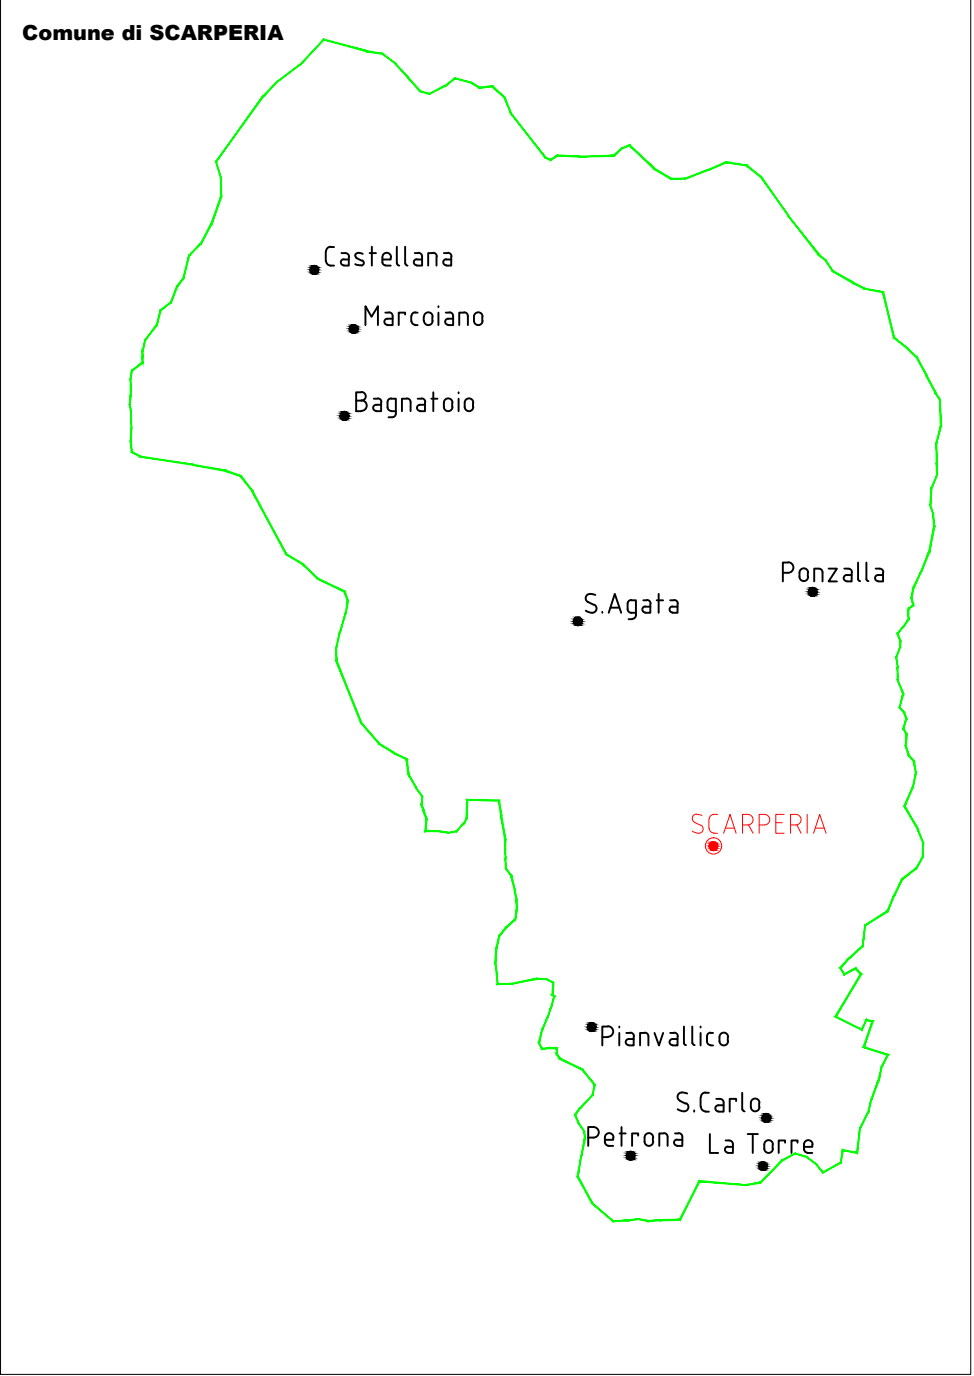 Comune di SCARPERIA
Castellana
Marcoiano
Bagnatoio
Ponzalla
S.Agata
SCARPERIA
Pianvallico
S.Carlo
Petrona
La Torre